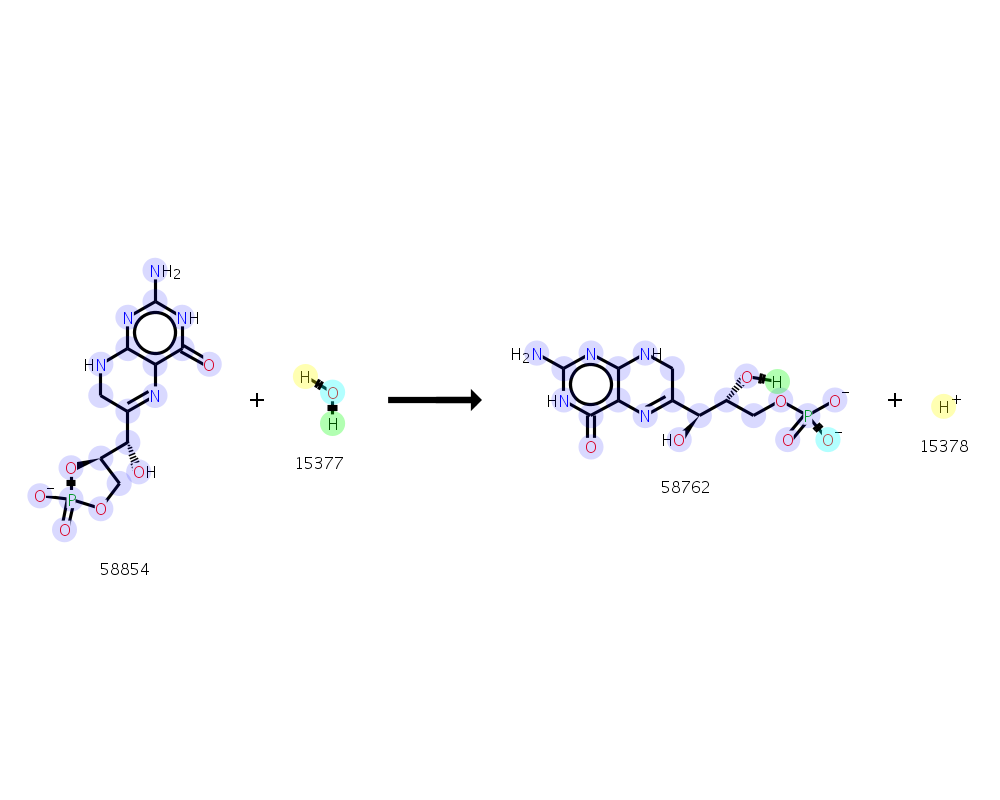 NH2
N NH
HN O
N
O OH
O− P O
O
58854
+
H O
H
15377
H2N N NH
HN N
O
HO O H
O P O−
O O−
58762
+
H+
15378